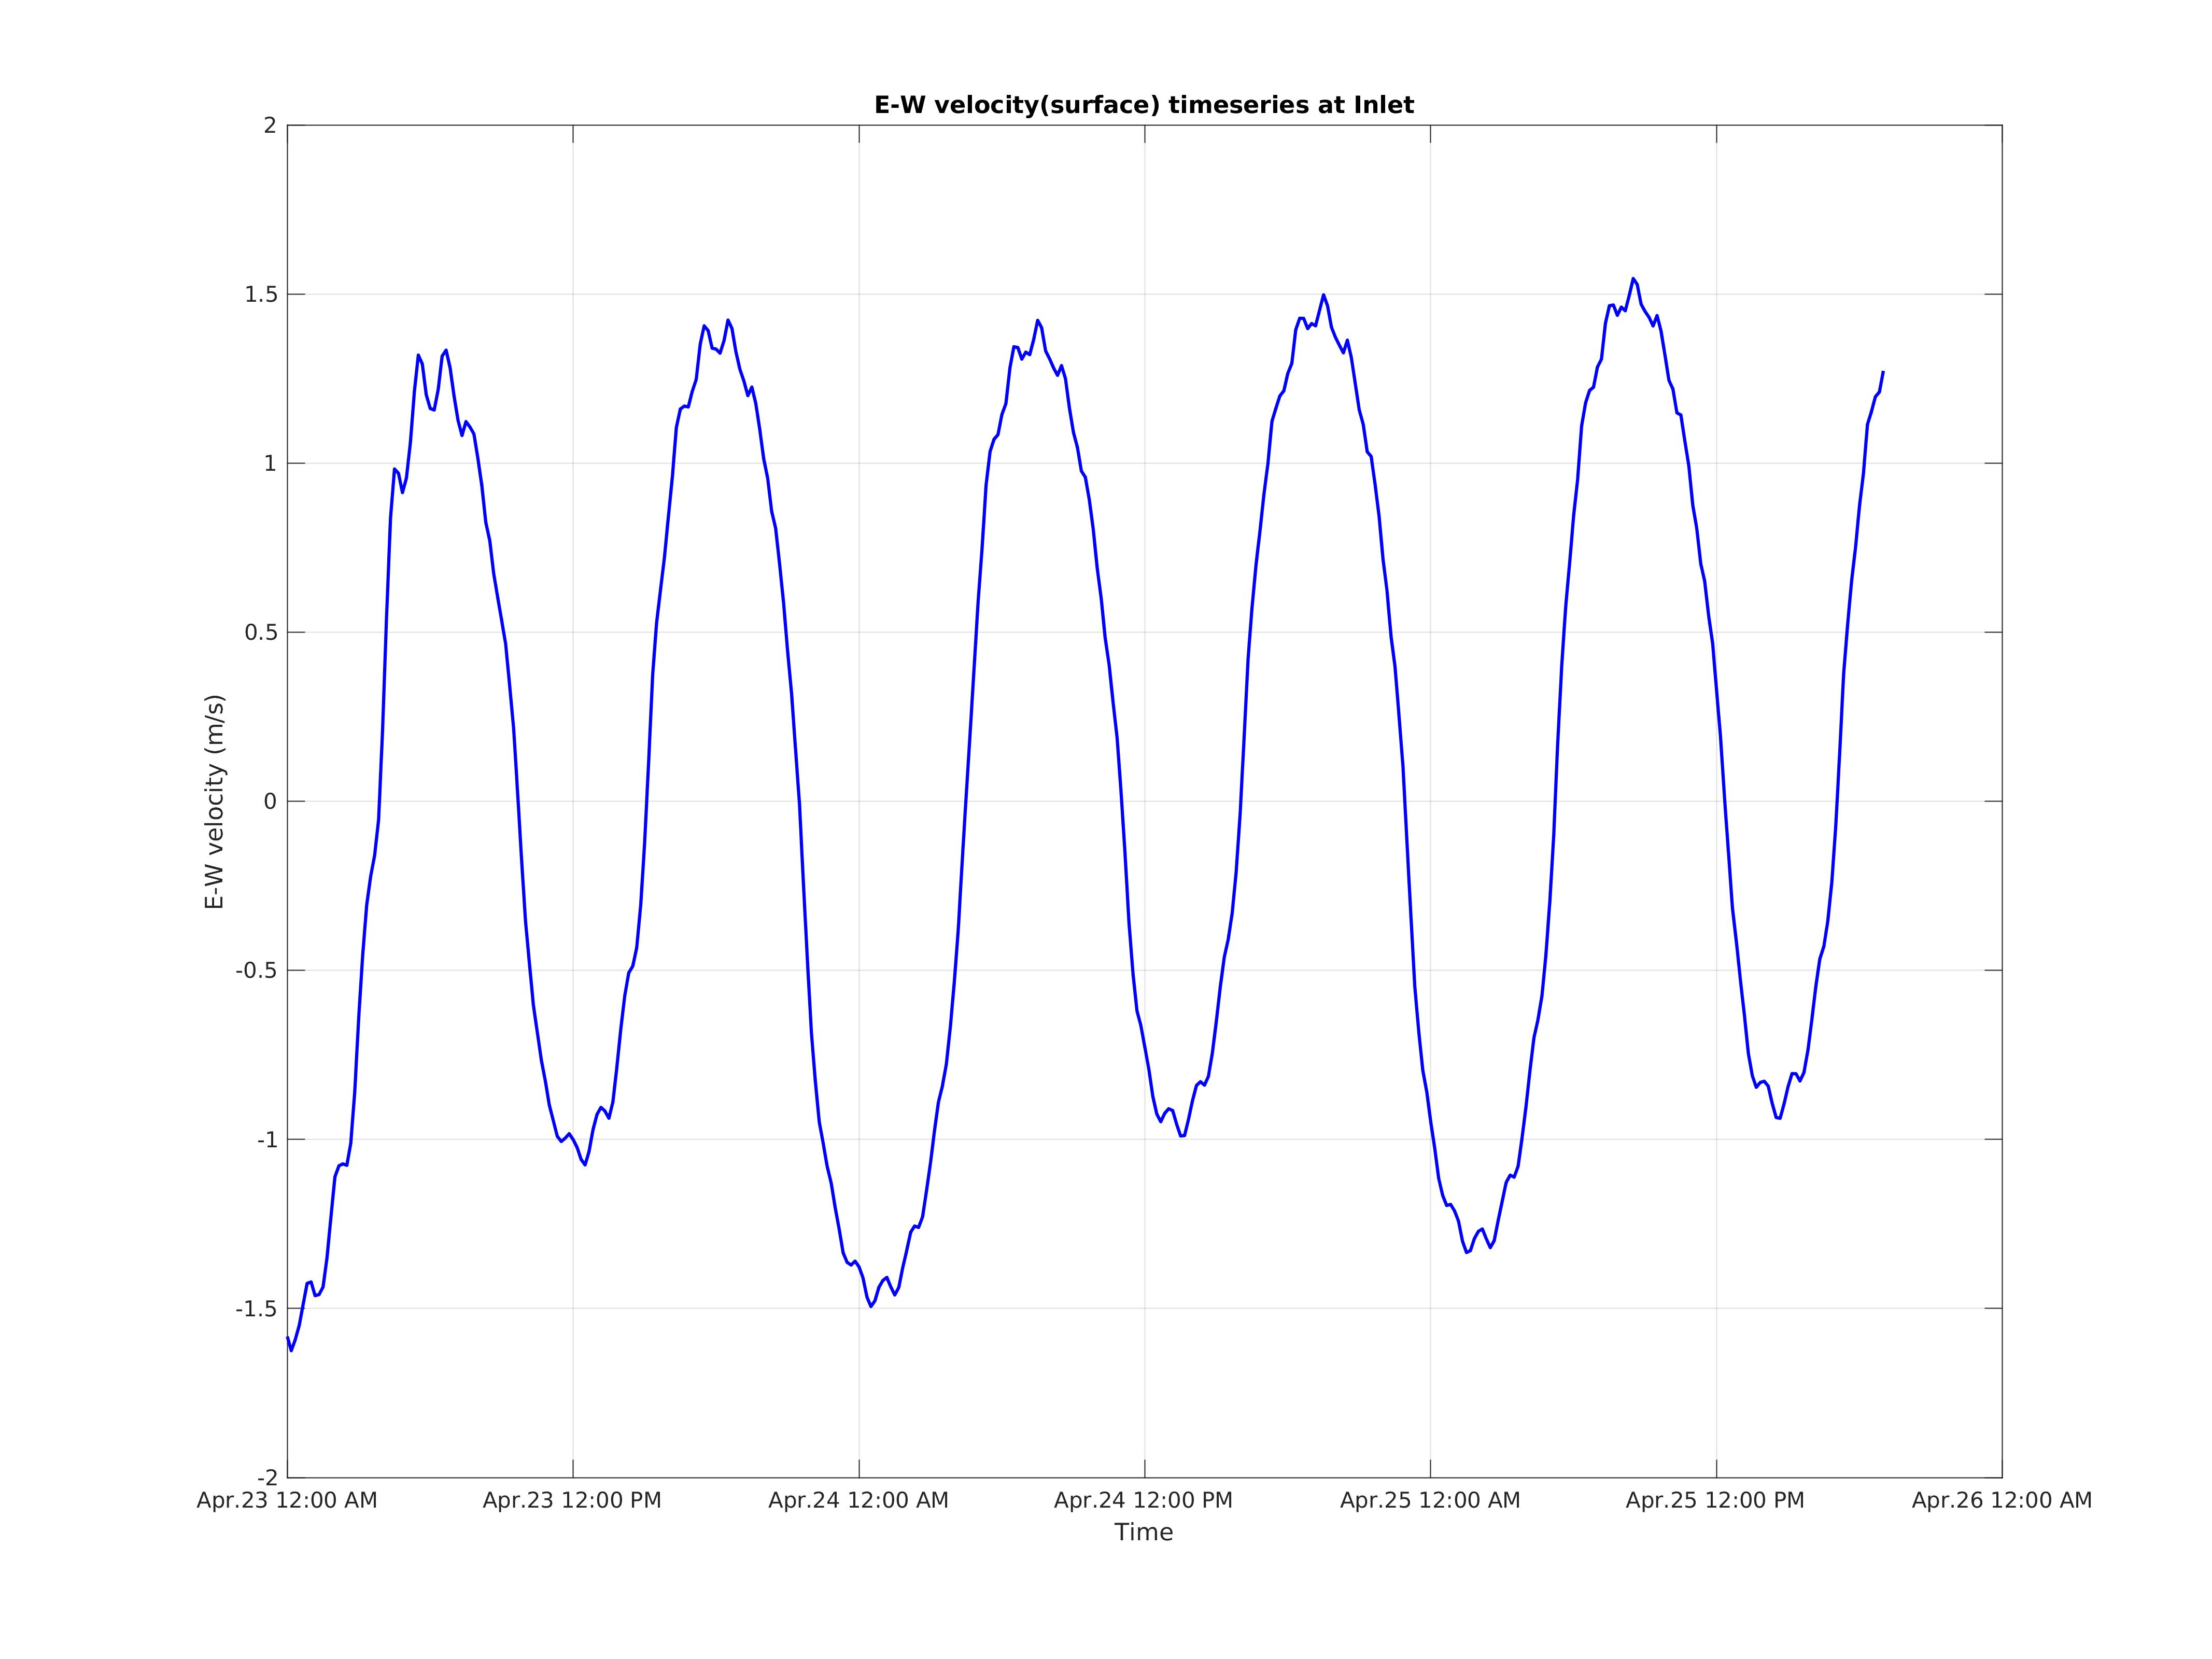 E-W velocity(surface) timeseries at Inlet
2
1.5
1
0.5
0
-0.5
-1
-1.5
-2
E-W velocity (m/s)
Apr.23 12:00 AM Apr.23 12:00 PM Apr.24 12:00 AM Apr.24 12:00 PM Apr.25 12:00 AM Apr.25 12:00 PM Apr.26 12:00 AM
Time